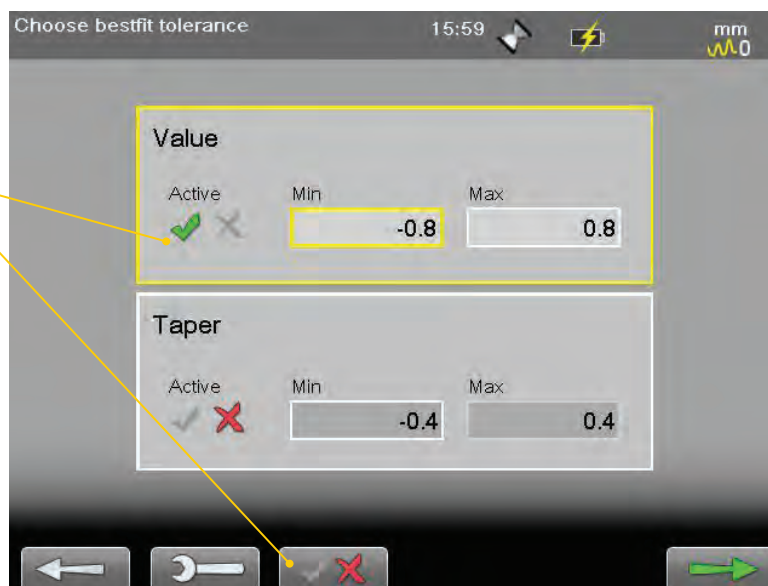 Choose bestfit tolerance 15:59 mm
0
Value
Active Min Max
-0.8 0.8
Taper
Active Min Max
-0.4 0.4